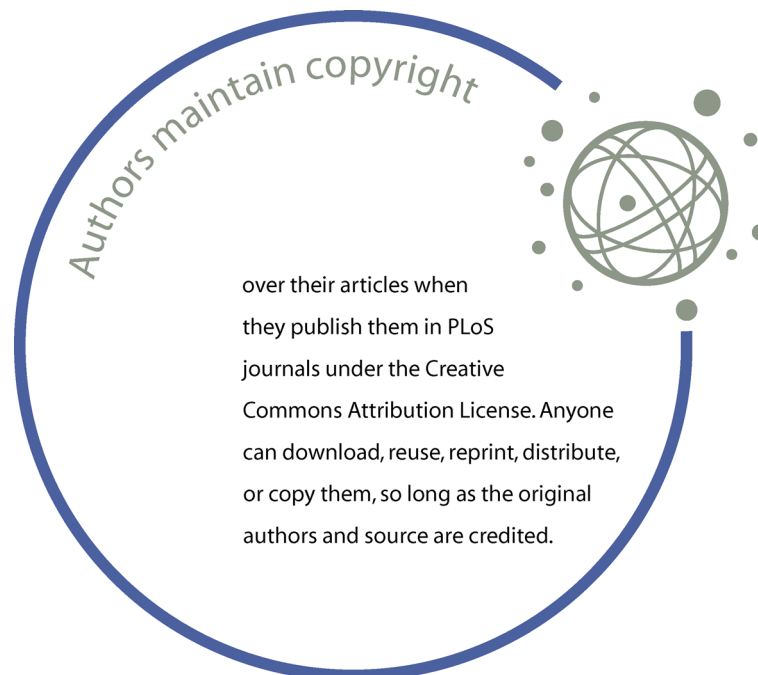 Authors maintain copyright
over their articles when
they publish them in PLoS
journals under the Creative
Commons Attribution License. Anyone
can download, reuse, reprint, distribute,
or copy them, so long as the original
authors and source are credited.